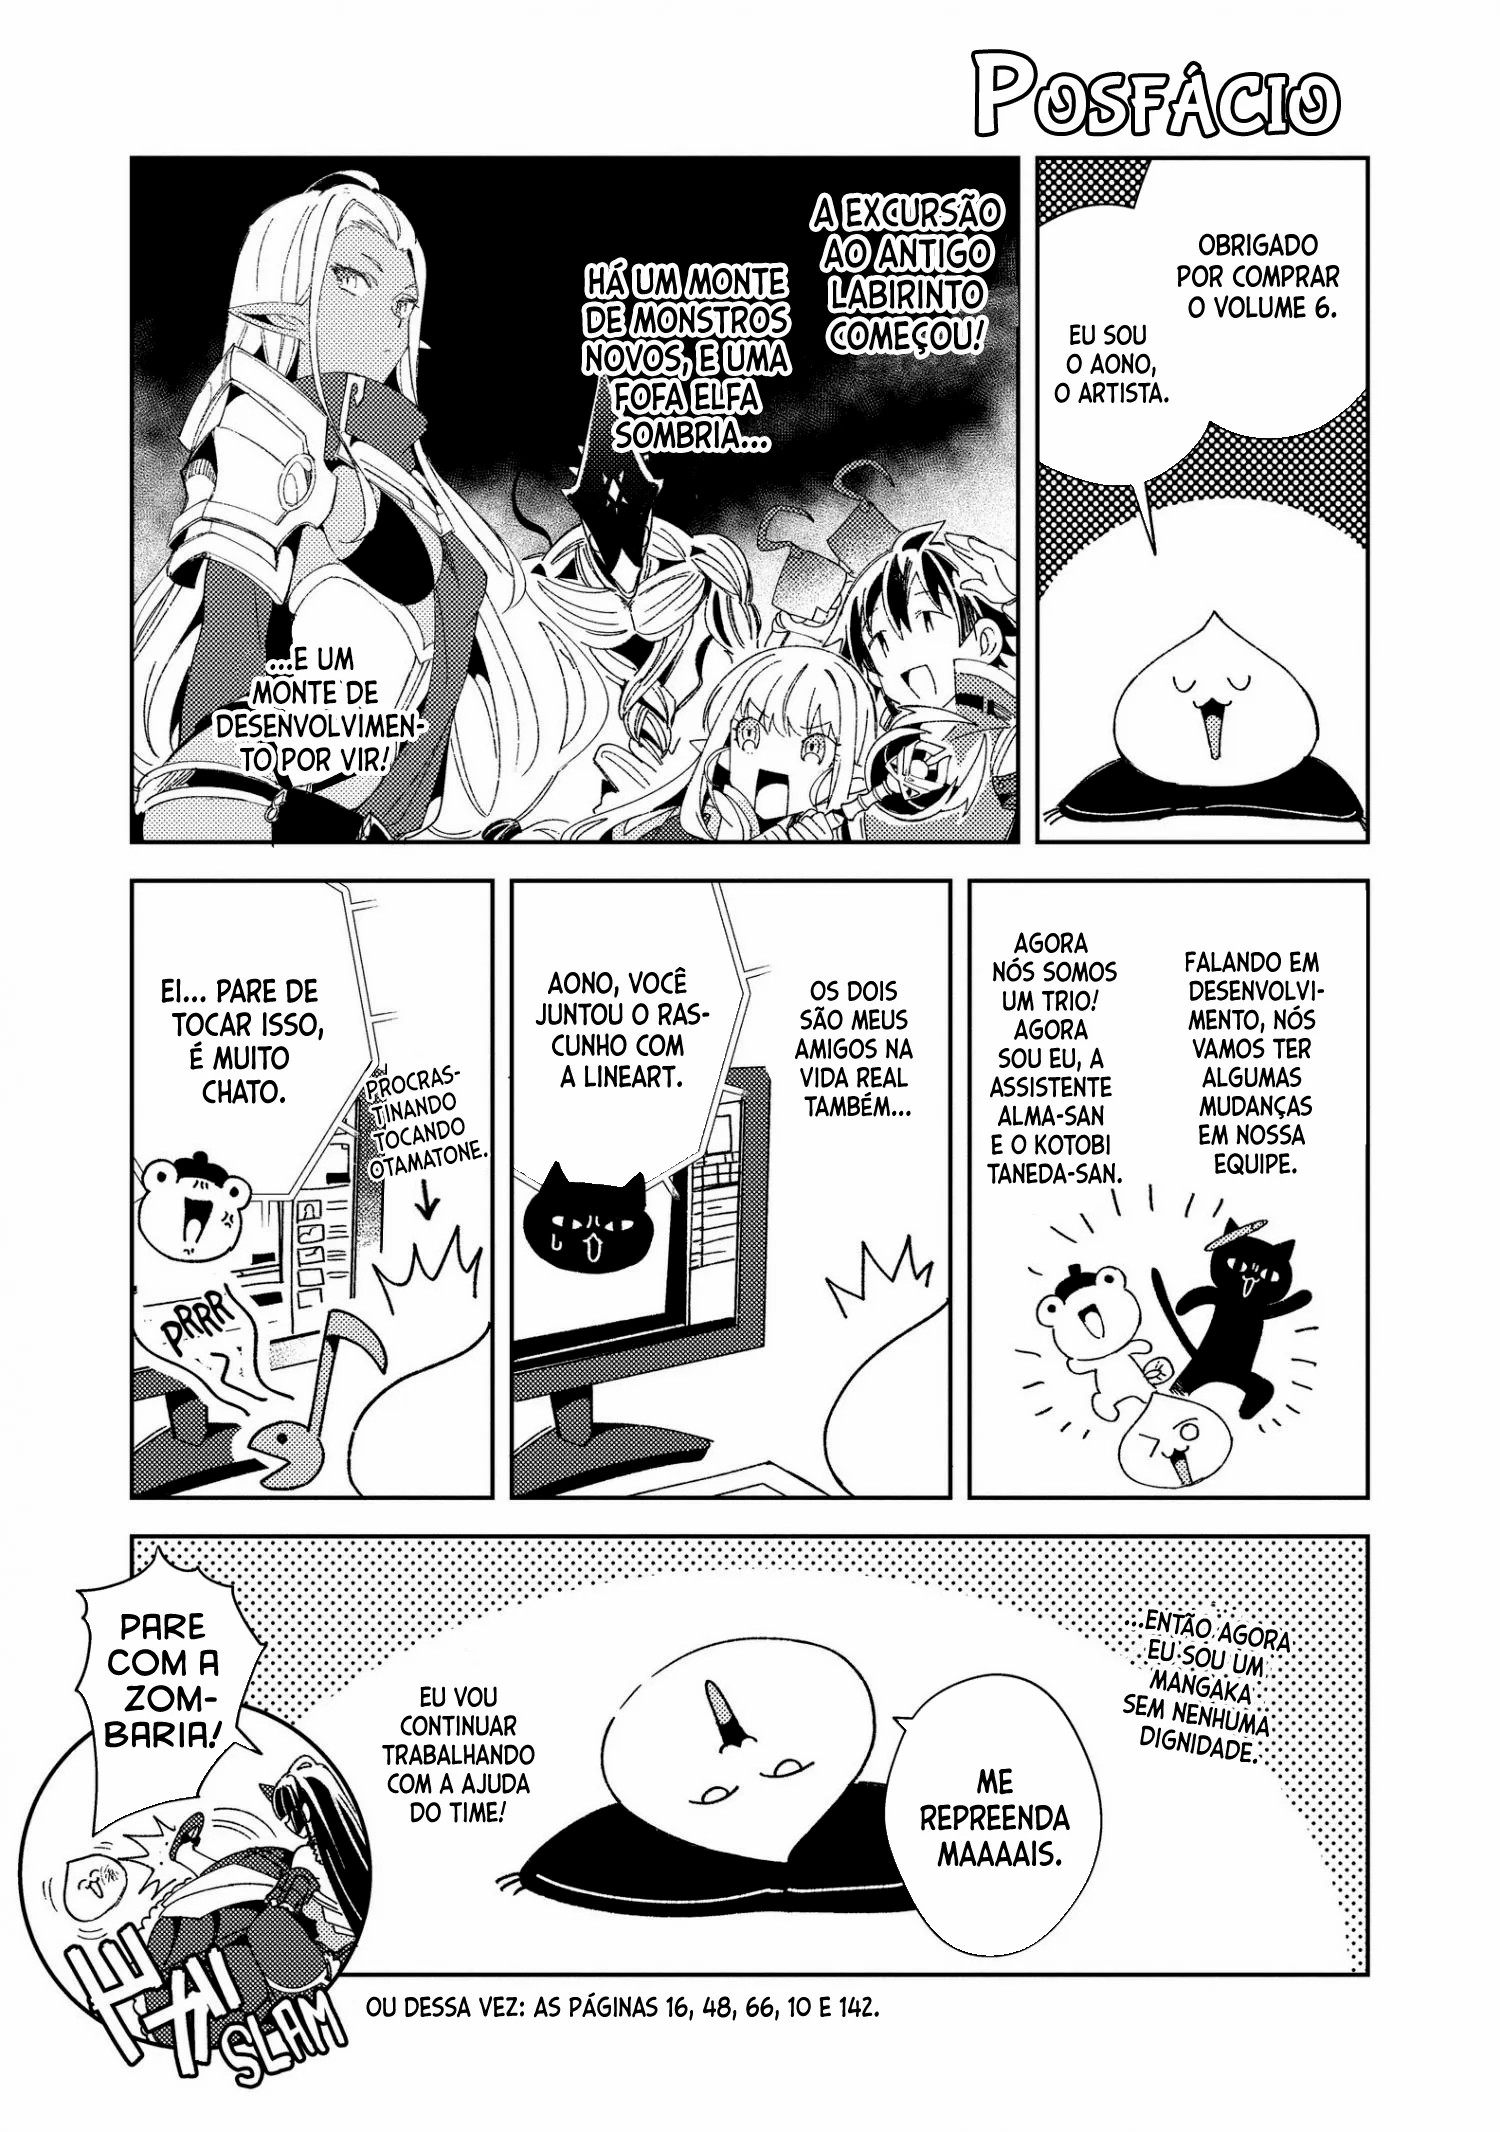 POSFÁCIO
OBRIGADO
POR COMPRAR
O VOLUME 6.
EU SOU
O AONO,
O ARTISTA.
A EXCURSÃO
AO ANTIGO
LABIRINTO
COMEÇOU!
HÁ UM MONTE
DE MONSTROS
NOVOS, E UMA
FOFA ELFA
SOMBRIA...
...E UM
MONTE DE
DESENVOLVIMEN-
TO POR VIR!
FALANDO EM
DESENVOLVI-
MENTO, NÓS
VAMOS TER
ALGUMAS
MUDANÇAS
EM NOSSA
EQUIPE.
AGORA
NÓS SOMOS
UM TRIO!
AGORA
SOU EU, A
ASSISTENTE
ALMA-SAN
E O KOTOBI
TANEDA-SAN.
OS DOIS
SÃO MEUS
AMIGOS NA
VIDA REAL
TAMBÉM...
AONO, VOCÊ
JUNTOU O RAS-
CUNHO COM
A LINEART.
EI... PARE DE
TOCAR ISSO,
É MUITO
CHATO.
PROCRAS-
TINANDO
TOCANDO
OTAMATONE.
PRRR
...ENTÃO AGORA
EU SOU UM
MANGAKA
SEM NENHUMA
DIGNIDADE.
ME
REPREENDA
MAAAAIS.
EU VOU
CONTINUAR
TRABALHANDO
COM A AJUDA
DO TIME!
PARE
COM A
ZOM-
BARIA!
SLAM
OU DESSA VEZ: AS PÁGINAS 16, 48, 66, 10 E 142.